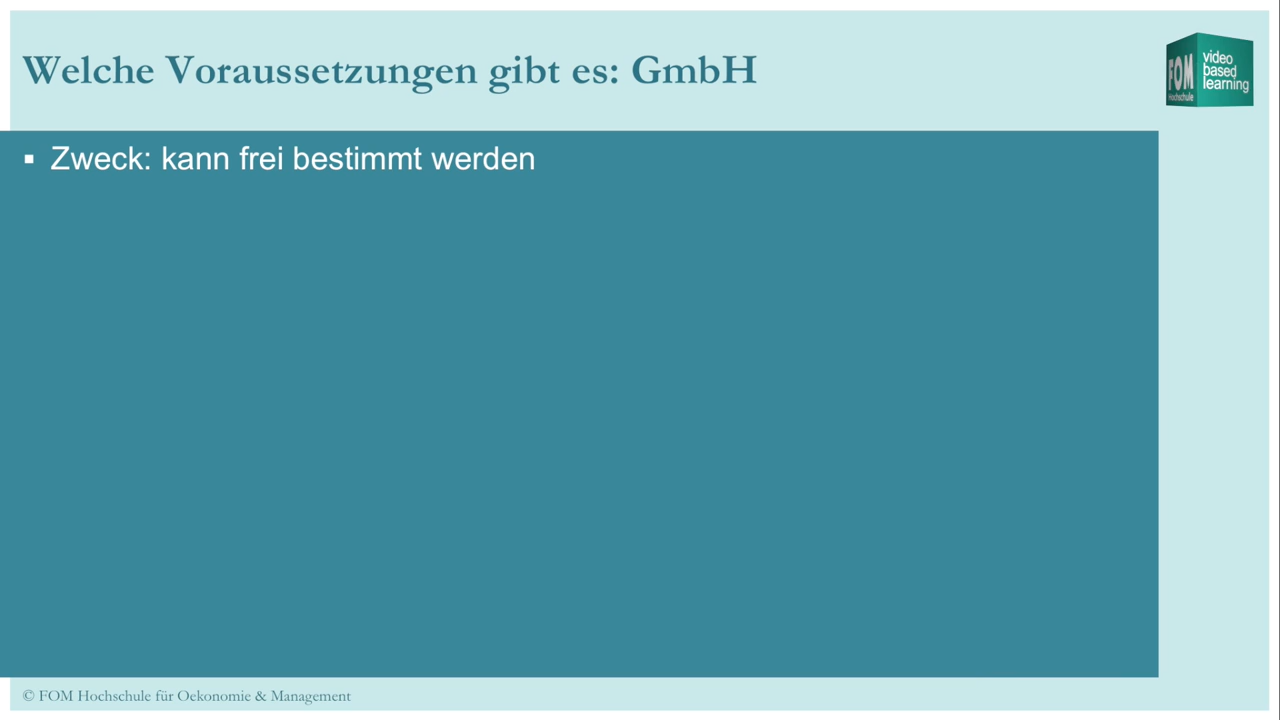 Welche Voraussetzungen gibt es: GmbH
FOM
Hochschule
video
based
learning
▪ Zweck: kann frei bestimmt werden
© FOM Hochschule für Oekonomie & Management